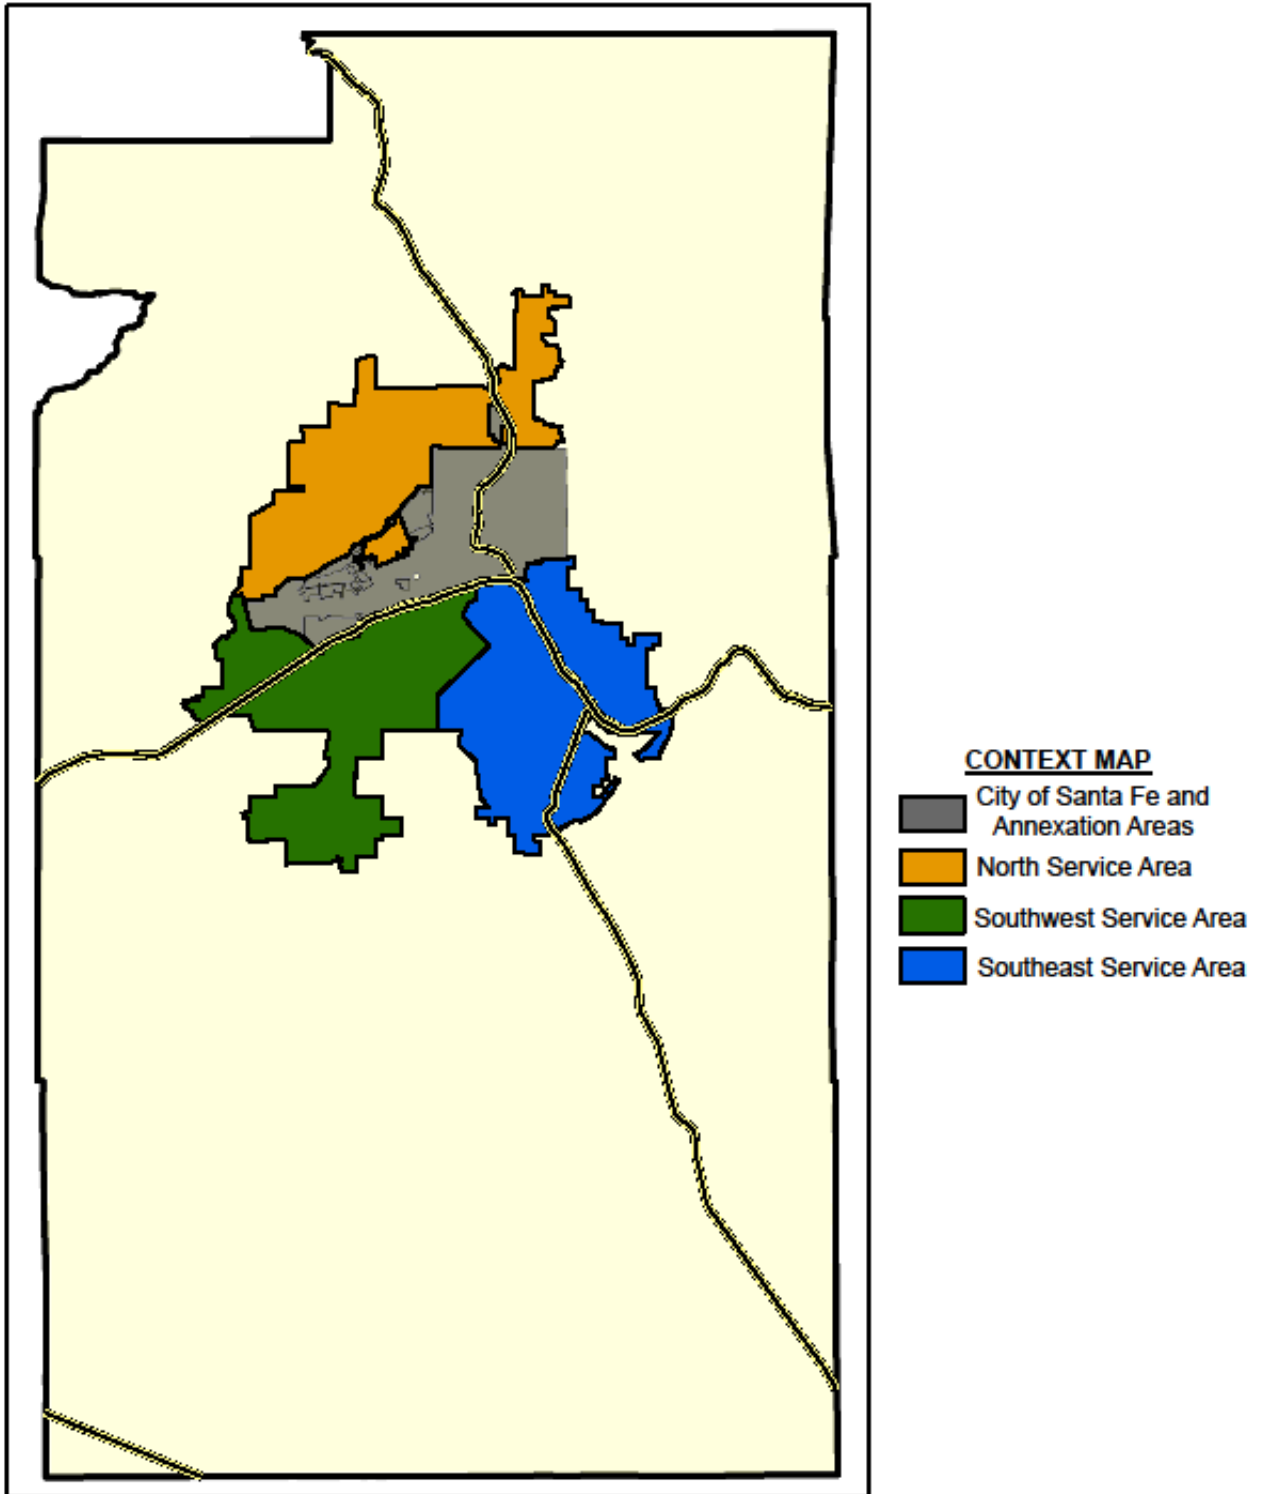 CONTEXT MAP
City of Santa Fe and
Annexation Areas
North Service Area
Southwest Service Area
Southeast Service Area